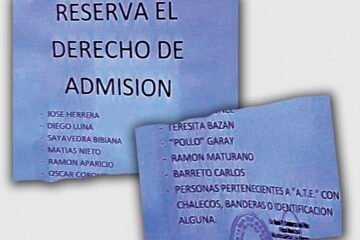 RESERVA EL
DERECHO DE
ADMISION
- JOSE HERRERA
- DIEGO LUNA
- SAYAVEDRA BIBIANA
- MATIAS NIETO
- RAMON APARICIO
- OSCAR
- TERESITA BAZAN
- "POLLO" GARAY
- RAMON MATURANO
- BARRETO CARLOS
- PERSONAS PERTENECIENTES A "A.T.E." CON
CHALECOS, BANDERAS O IDENTIFICACION
ALGUNA.